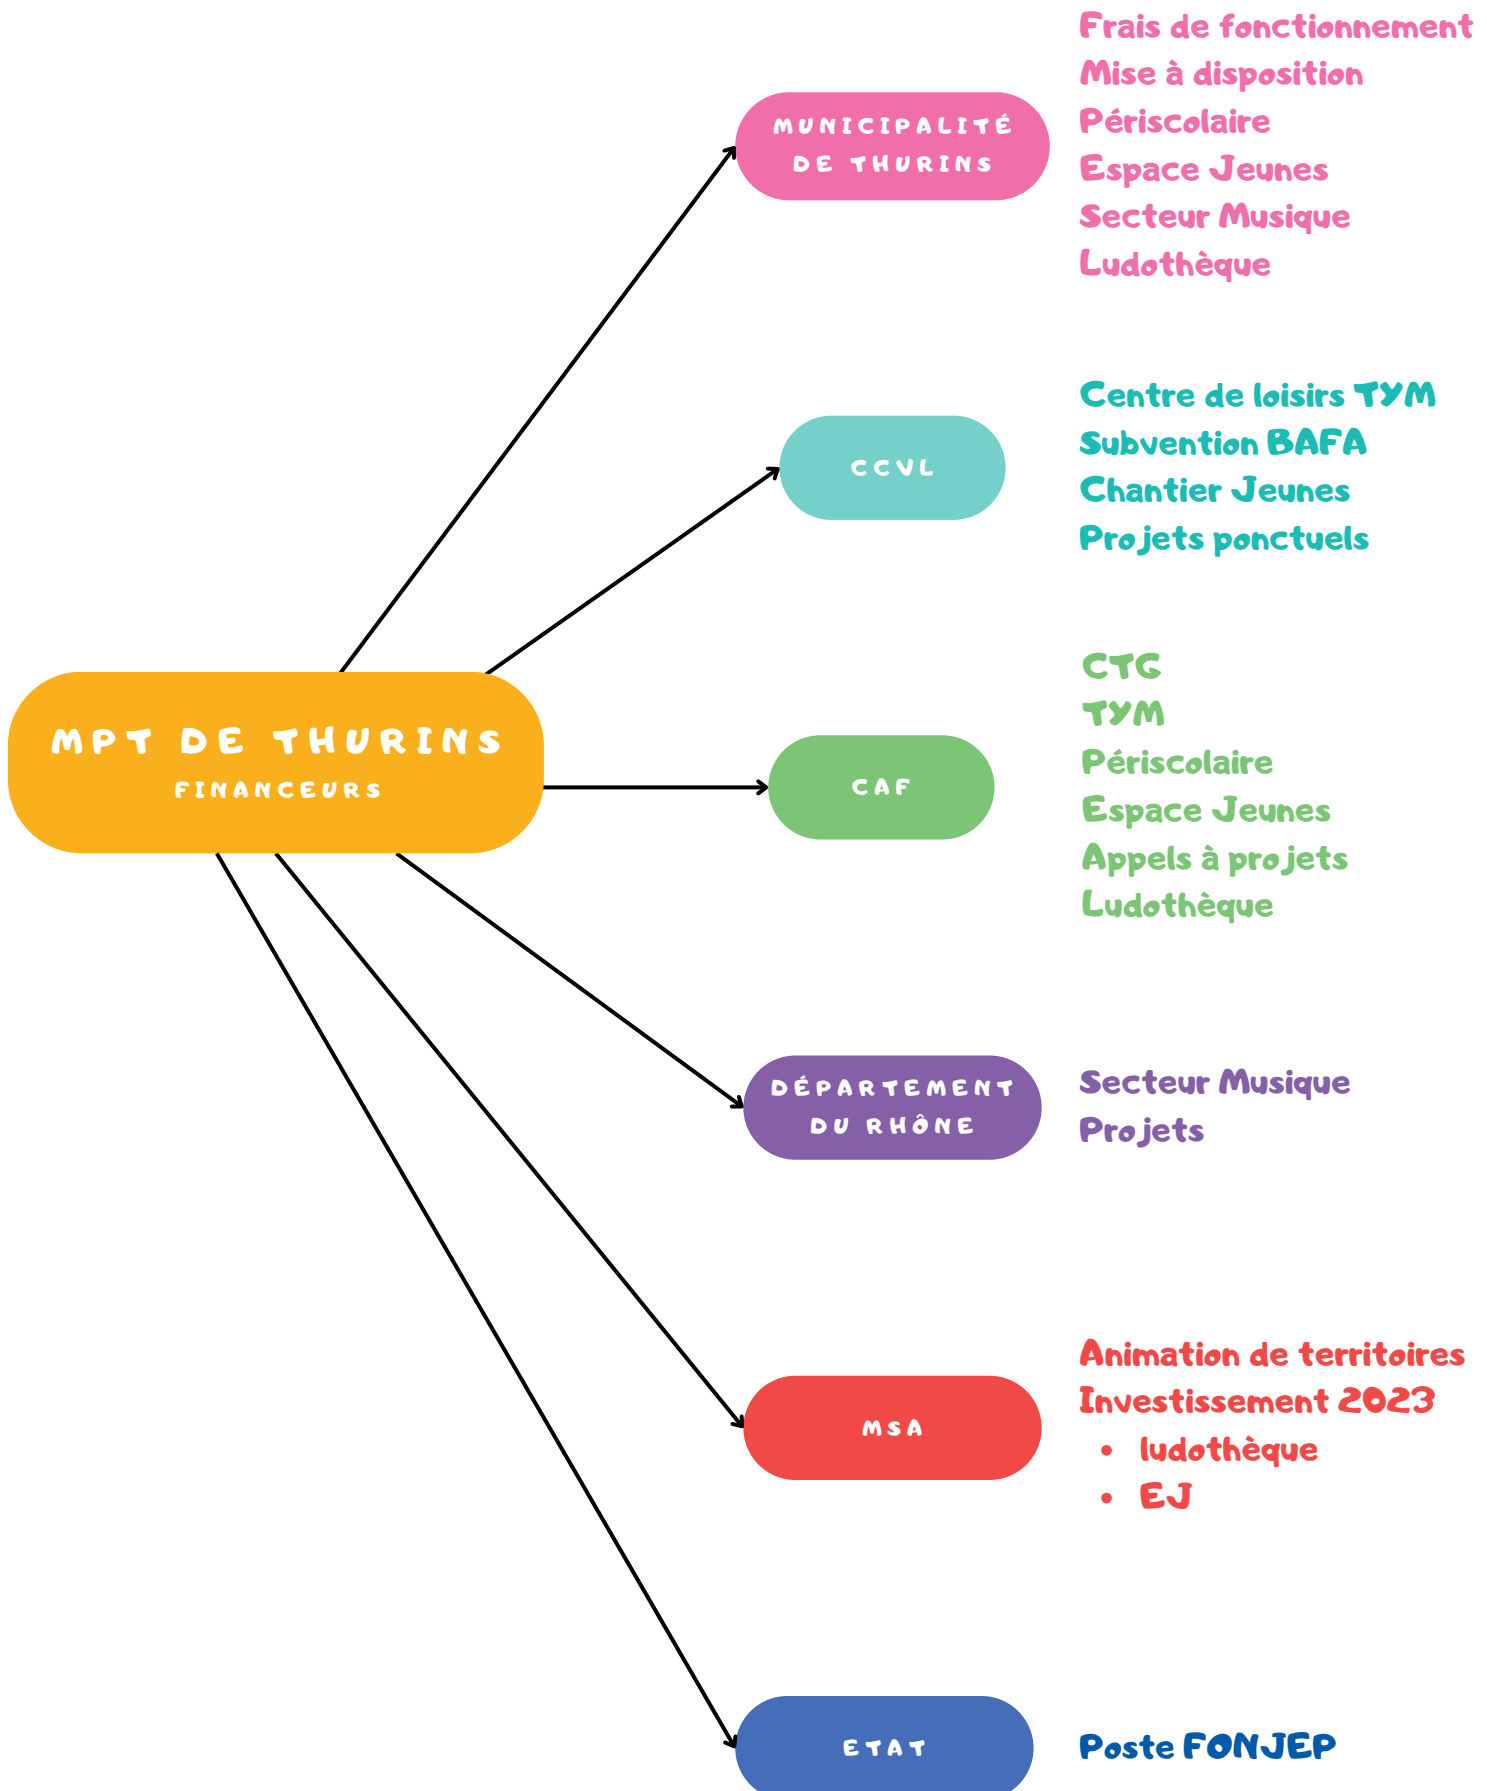 MPT DE THURINS
FINANCEURS
MUNICIPALITÉ
DE THURINS
Frais de fonctionnement
Mise à disposition
Périscolaire
Espace Jeunes
Secteur Musique
Ludothèque
CCVL
Centre de loisirs TYM
Subvention BAFA
Chantier Jeunes
Projets ponctuels
CAF
CTG
TYM
Périscolaire
Espace Jeunes
Appels à projets
Ludothèque
DÉPARTEMENT
DU RHÔNE
Secteur Musique
Projets
MSA
Animation de territoires
Investissement 2023
• ludothèque
• EJ
ETAT
Poste FONJEP